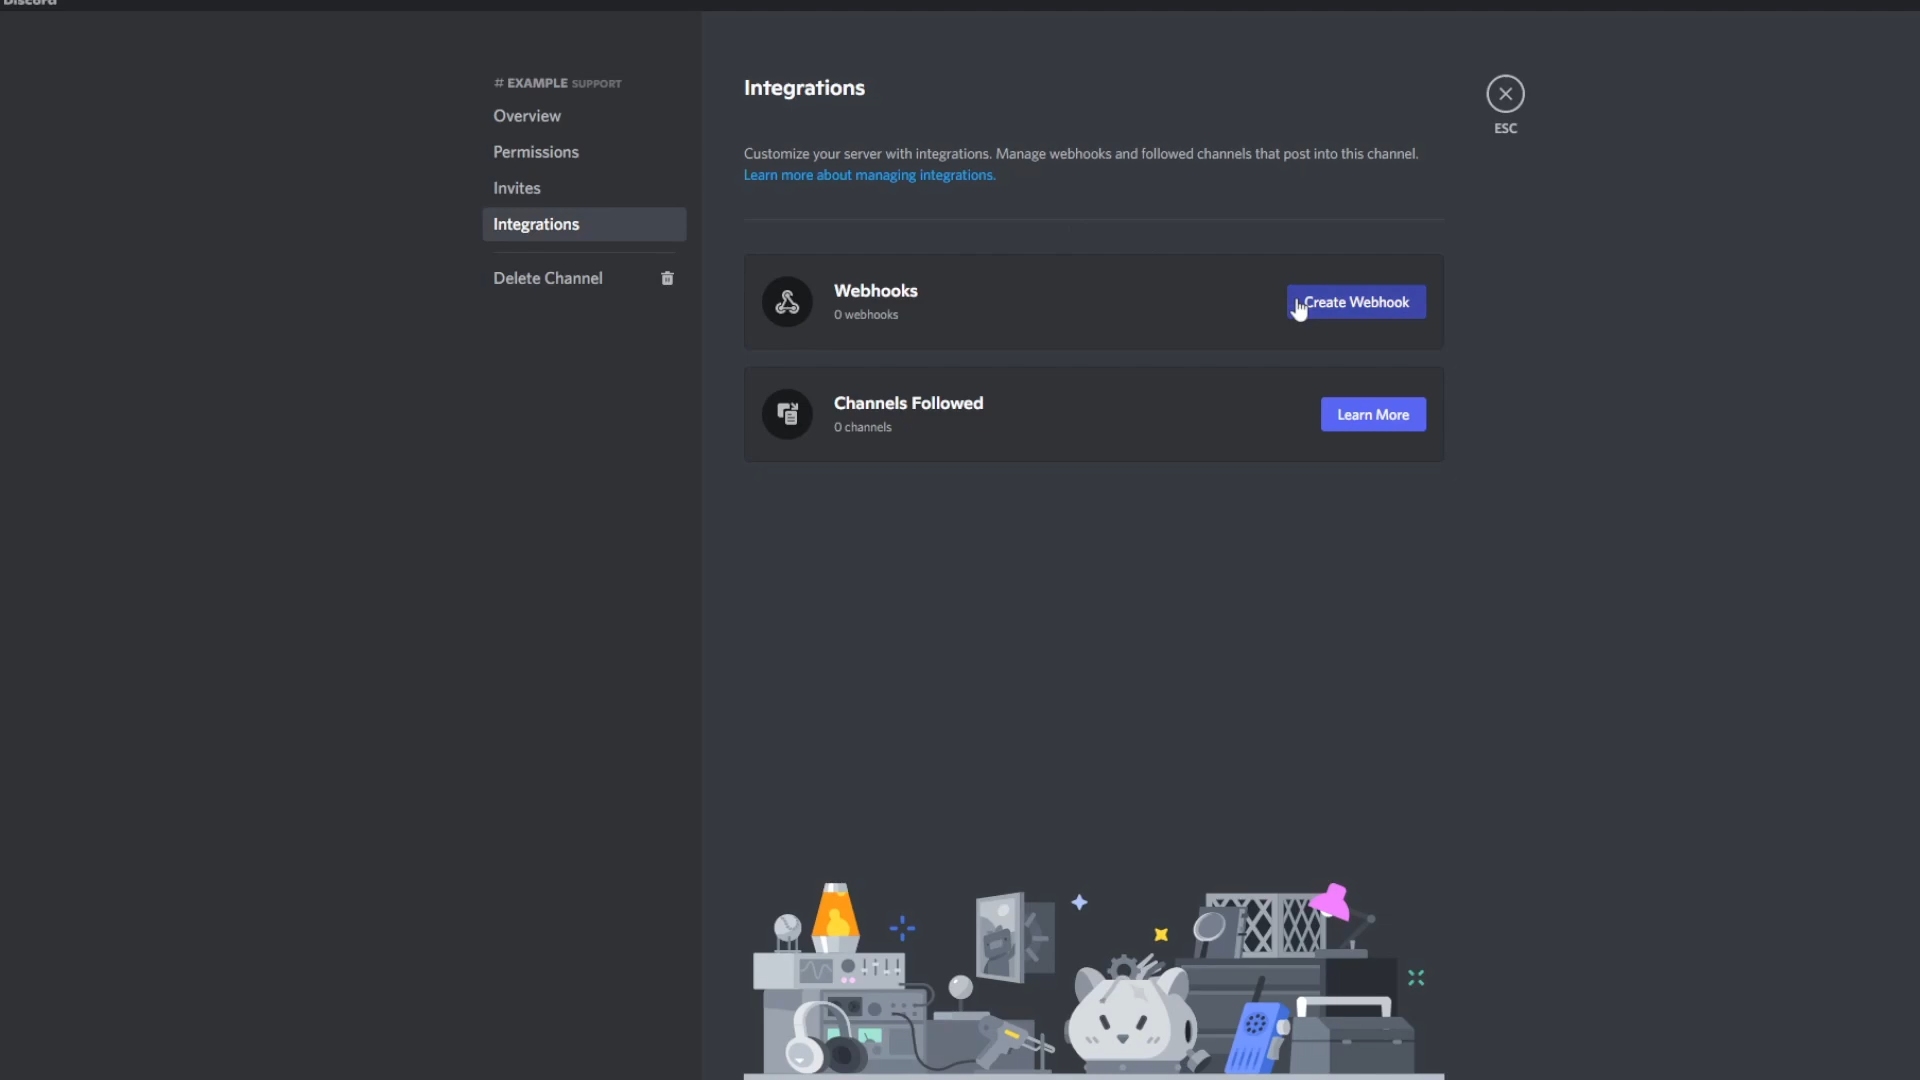 Discord
# EXAMPLE SUPPORT
Overview
Permissions
Invites
Integrations
Delete Channel
Integrations
ESC
Customize your server with integrations. Manage webhooks and followed channels that post into this channel.
Learn more about managing integrations.
Webhooks
0 webhooks
Create Webhook
Channels Followed
0 channels
Learn More